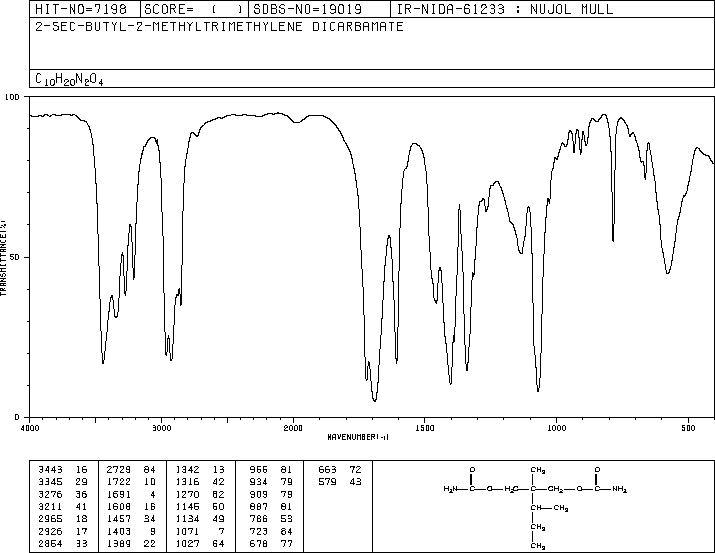 HIT-NO=7198 SCORE= ( ) SDBS-NO=19019 IR-NIDA-61233 : NUJOL MULL
2-SEC-BUTYL-2-METHYLTRIMETHYLENE DICARBAMATE
C10H20N2O4
100
50
0
TRANSMITTANCE(%)
4000 3000 2000 1500 1000 500
WAVENUMBER(-1)
3443 16 2729 84 1342 13 966 81 663 72
3345 29 1722 10 1316 42 934 79 579 43
3276 36 1691 4 1270 62 909 79
3211 41 1608 16 1146 50 887 81
2965 18 1457 34 1134 49 786 53
2926 17 1403 9 1071 7 723 84
2854 33 1389 22 1027 64 678 77
O CH3 O
H2N C O CH2 C CH2 O C NH2
CH CH3
CH2
CH3